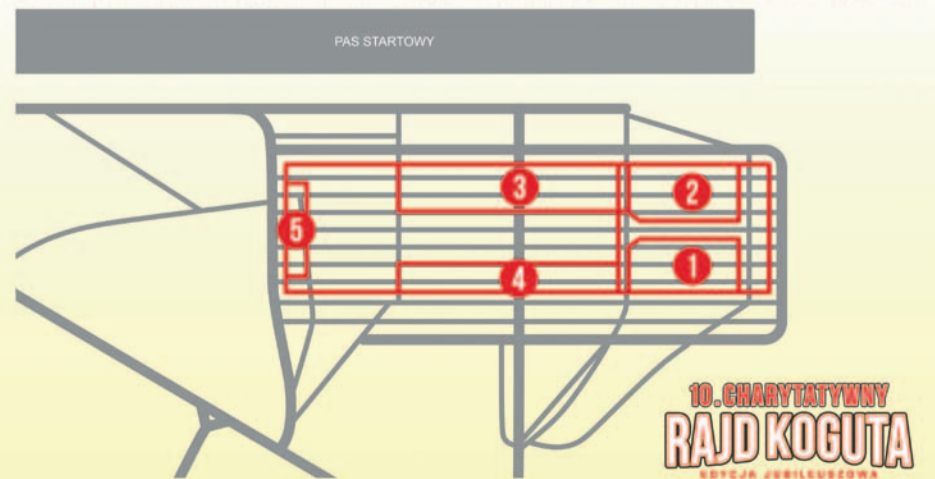 PAS STARTOWY
3
2
5
1
4
10. CHARYTATYWNY
RAJD KOGUTA
EDYCJA JUBILEUSZOWA